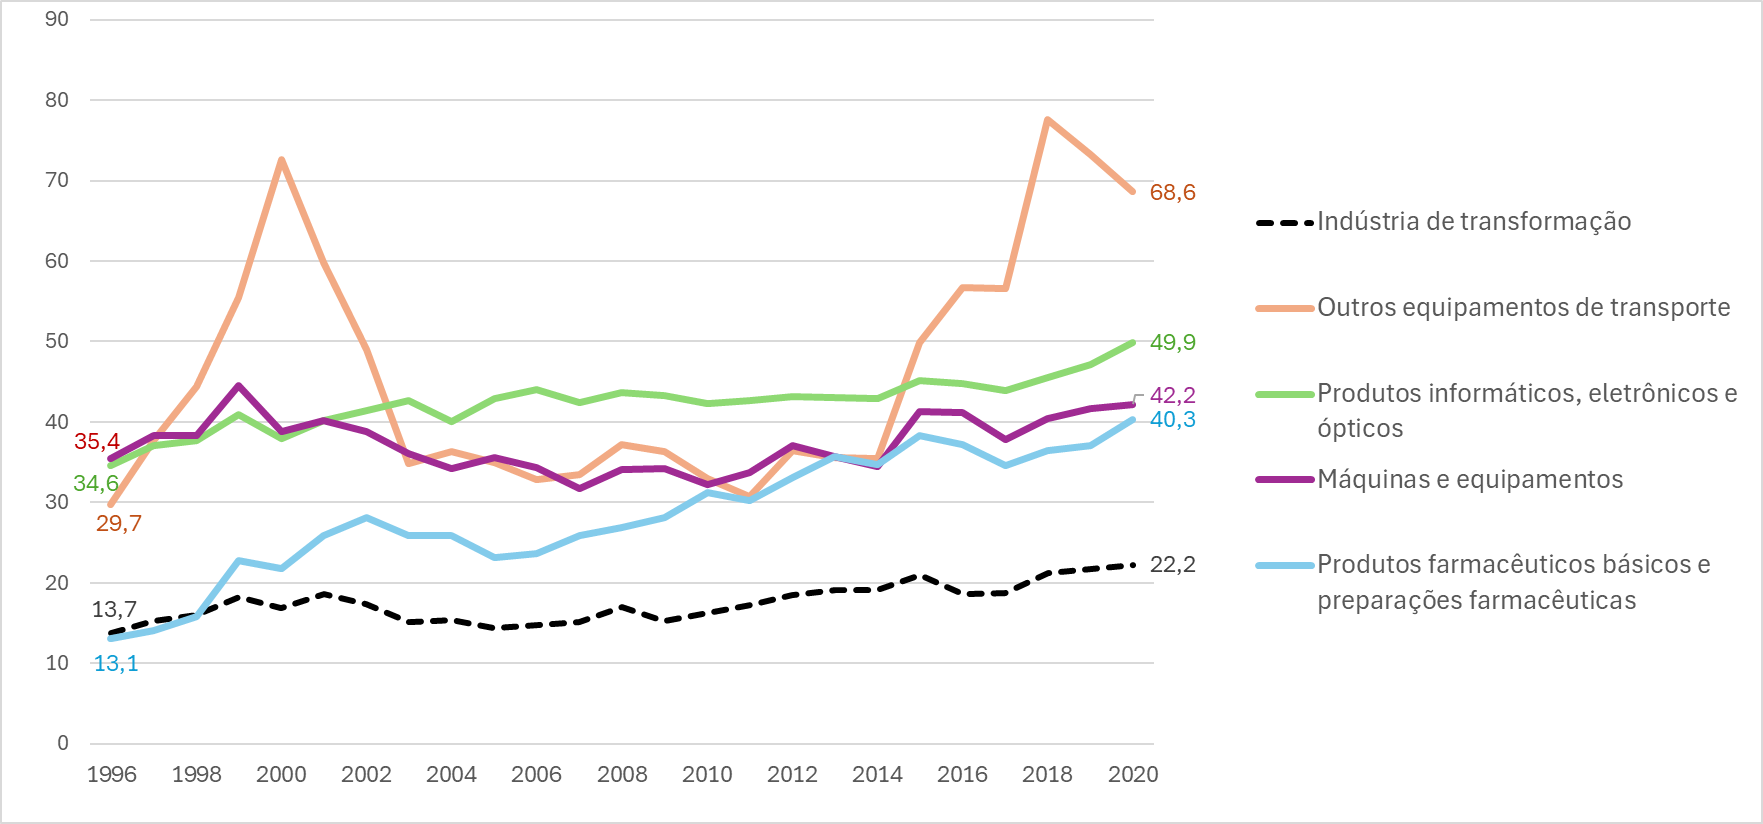 90
80
70
60
50
40
30
20
10
0
35,4
34,6
29,7
13,7
13,1
68,6
49,9
42,2
40,3
22,2
1996 1998 2000 2002 2004 2006 2008 2010 2012 2014 2016 2018 2020
Indústria de transformação
Outros equipamentos de transporte
Produtos informáticos, eletrônicos e
ópticos
Máquinas e equipamentos
Produtos farmacêuticos básicos e
preparações farmacêuticas